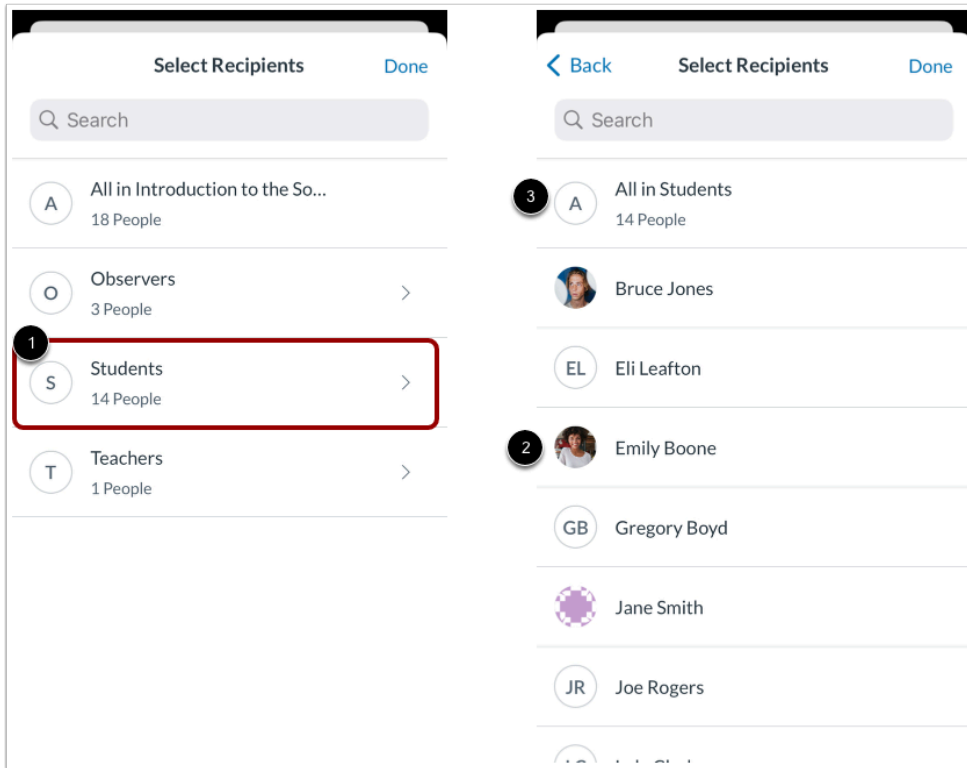 Select Recipients
Done
Search
A
All in Introduction to the So...
18 People
O
Observers
3 People
1
S
Students
14 People
T
Teachers
1 People
Back
Select Recipients
Done
Search
3
A
All in Students
14 People
Bruce Jones
EL
Eli Leafton
2
Emily Boone
GB
Gregory Boyd
Jane Smith
JR
Joe Rogers